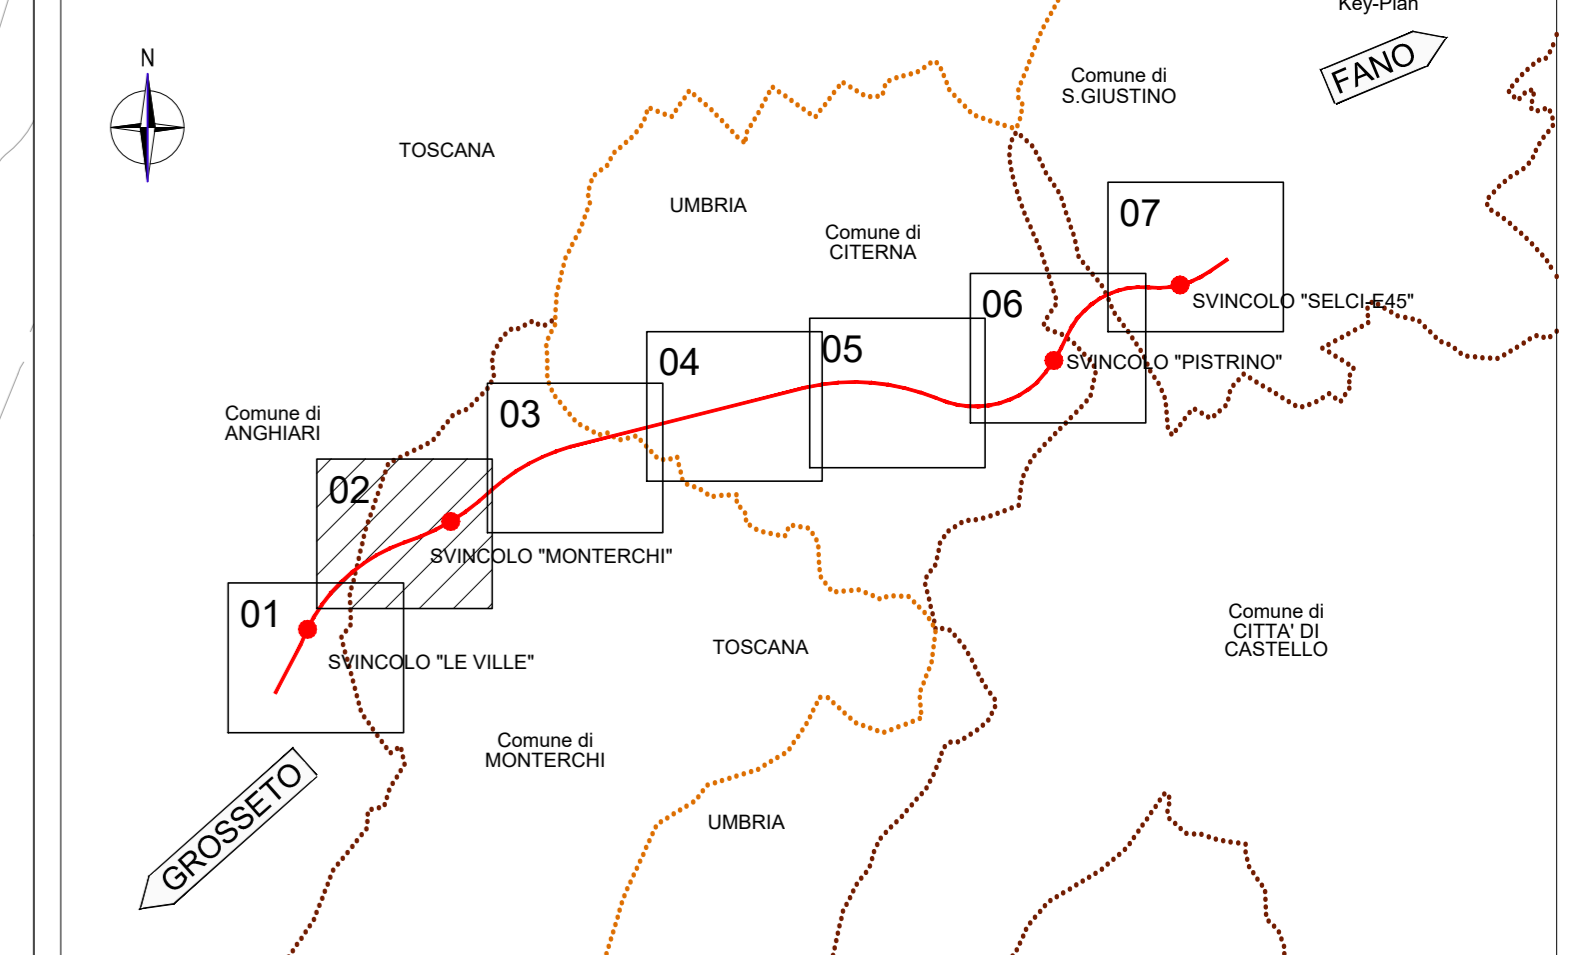 Key-Plan
FANO
N
Comune di
S.GIUSTINO
TOSCANA
UMBRIA
Comune di
CITERNA
07
SVINCOLO "SELCI-E45"
06
SVINCOLO "PISTRINO"
05
04
03
Comune di
ANGHIARI
02
SVINCOLO "MONTERCHI"
01
SVINCOLO "LE VILLE"
TOSCANA
Comune di
CITTA' DI
CASTELLO
Comune di
MONTERCHI
GROSSETO
UMBRIA